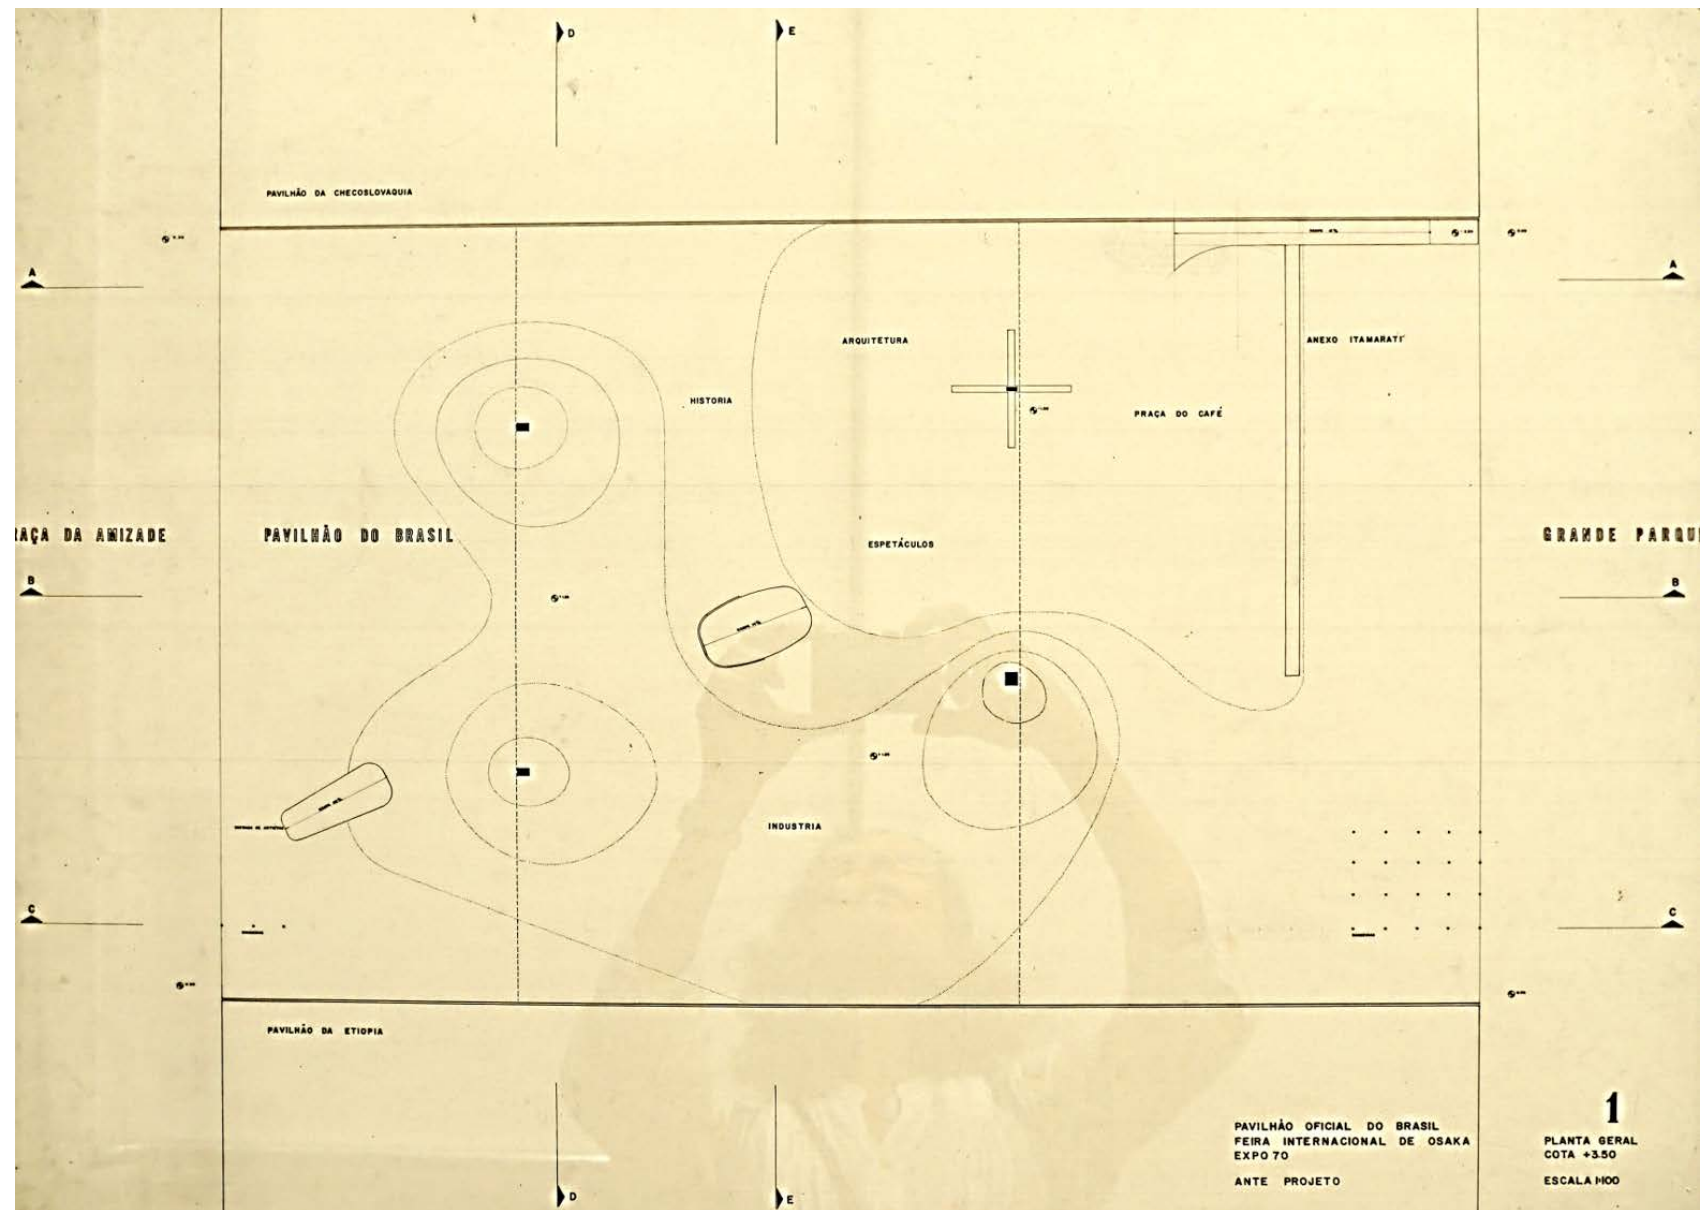 D
E
PAVILHÃO DA CHECOSLOVAQUIA
A
A
ARQUITETURA
ANEXO ITAMARATÍ
HISTORIA
PRAÇA DO CAFÉ
AÇA DA AMIZADE
PAVILHÃO DO BRASIL
ESPETÁCULOS
GRANDE PARQU
B
B
INDUSTRIA
C
C
PAVILHÃO DA ETIOPIA
1
PAVILHÃO OFICIAL DO BRASIL
FEIRA INTERNACIONAL DE OSAKA
EXPO 70
ANTE PROJETO
PLANTA GERAL
COTA +3.50
ESCALA 1:100
D
E